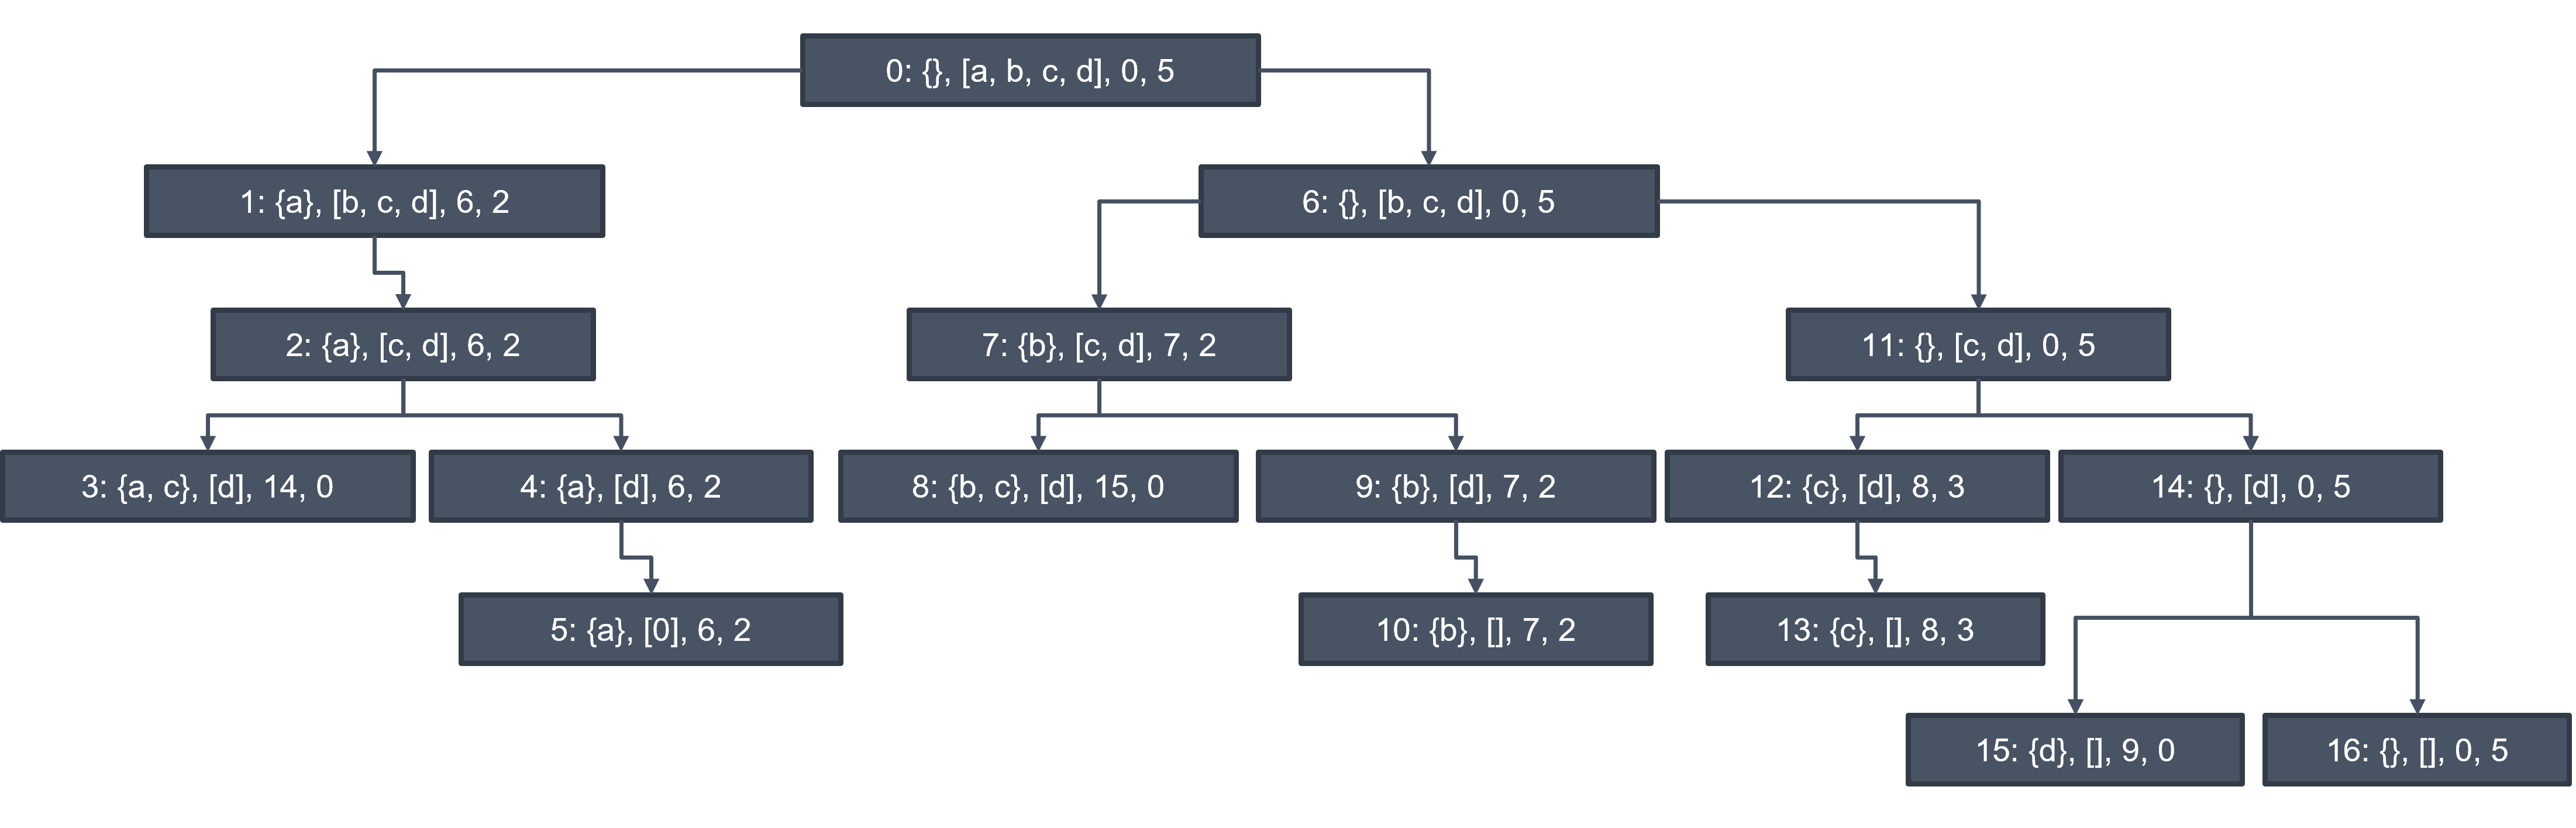 0: {}, [a, b, c, d], 0, 5
1: {a}, [b, c, d], 6, 2
6: {}, [b, c, d], 0, 5
2: {a}, [c, d], 6, 2
7: {b}, [c, d], 7, 2
11: {}, [c, d], 0, 5
3: {a, c}, [d], 14, 0
4: {a}, [d], 6, 2
8: {b, c}, [d], 15, 0
9: {b}, [d], 7, 2
12: {c}, [d], 8, 3
14: {}, [d], 0, 5
5: {a}, [0], 6, 2
10: {b}, [], 7, 2
13: {c}, [], 8, 3
15: {d}, [], 9, 0
16: {}, [], 0, 5